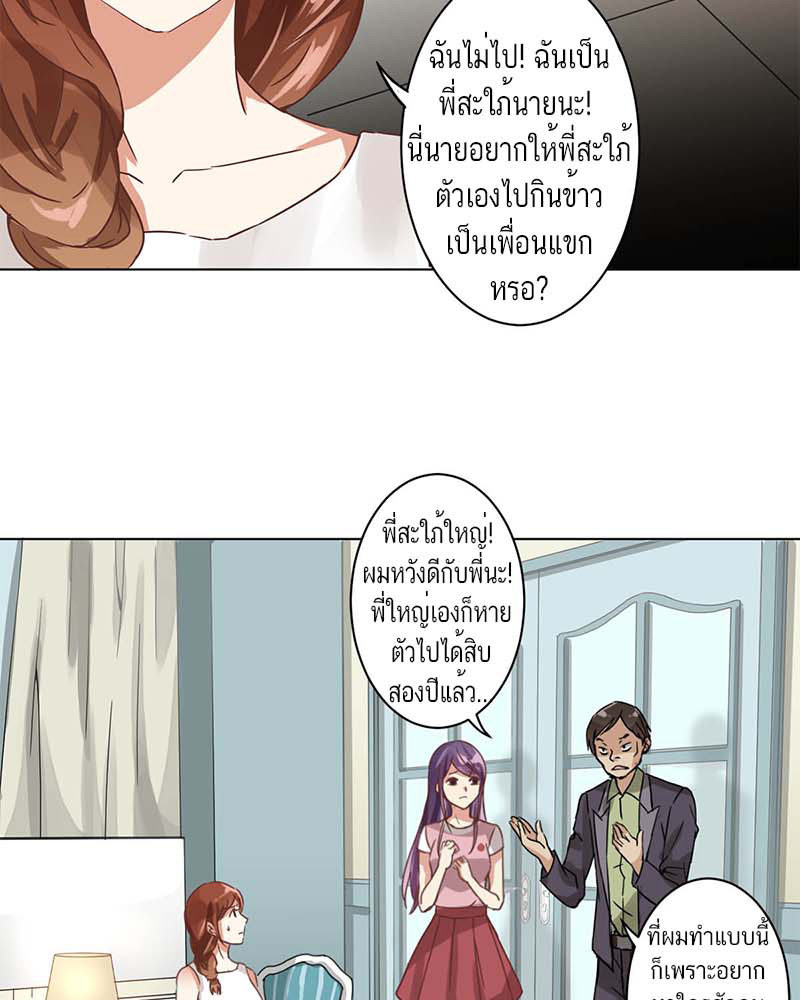 ฉันไม่ไป! ฉันเป็น
พี่สะใภ้นายนะ!
นี่นายอยากให้พี่สะใภ้
ตัวเองไปกินข้าว
เป็นเพื่อนแขก
หรอ?
พี่สะใภ้ใหญ่!
ผมหวังดีกับพี่นะ!
พี่ใหญ่เองก็หาย
ตัวไปได้สิบ
สองปีแล้ว..
ที่ผมทำแบบนี้
ก็เพราะอยาก